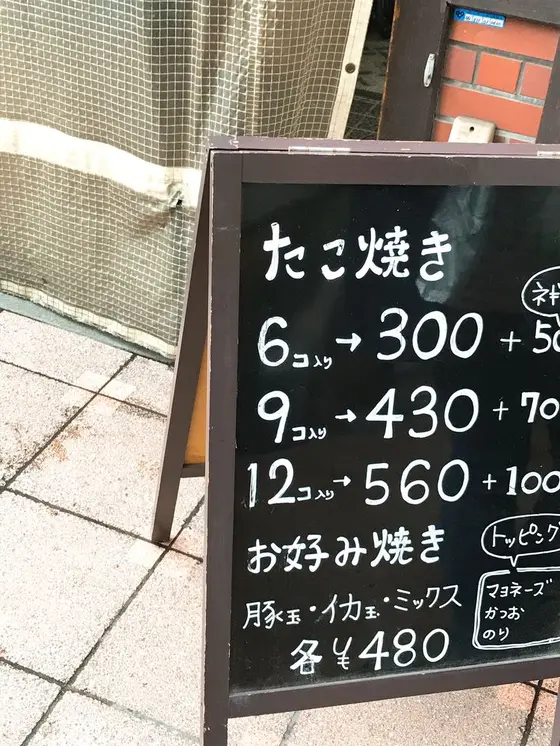 たこ焼き
6コ入り→300+50
9コ入り→430+70
12コ入り→560+100
お好み焼き
豚玉・イカ玉・ミックス
各¥480
トッピング
マヨネーズ
かつお
のり